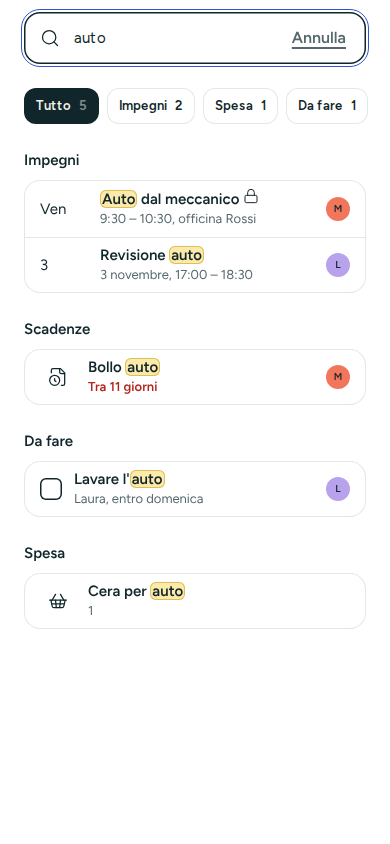 auto Annulla
Tutto 5 Impegni 2 Spesa 1 Da fare 1
Impegni
Ven Auto dal meccanico M
9:30 – 10:30, officina Rossi
3 Revisione auto L
3 novembre, 17:00 – 18:30
Scadenze
Bollo auto M
Tra 11 giorni
Da fare
Lavare l'auto L
Laura, entro domenica
Spesa
Cera per auto
1